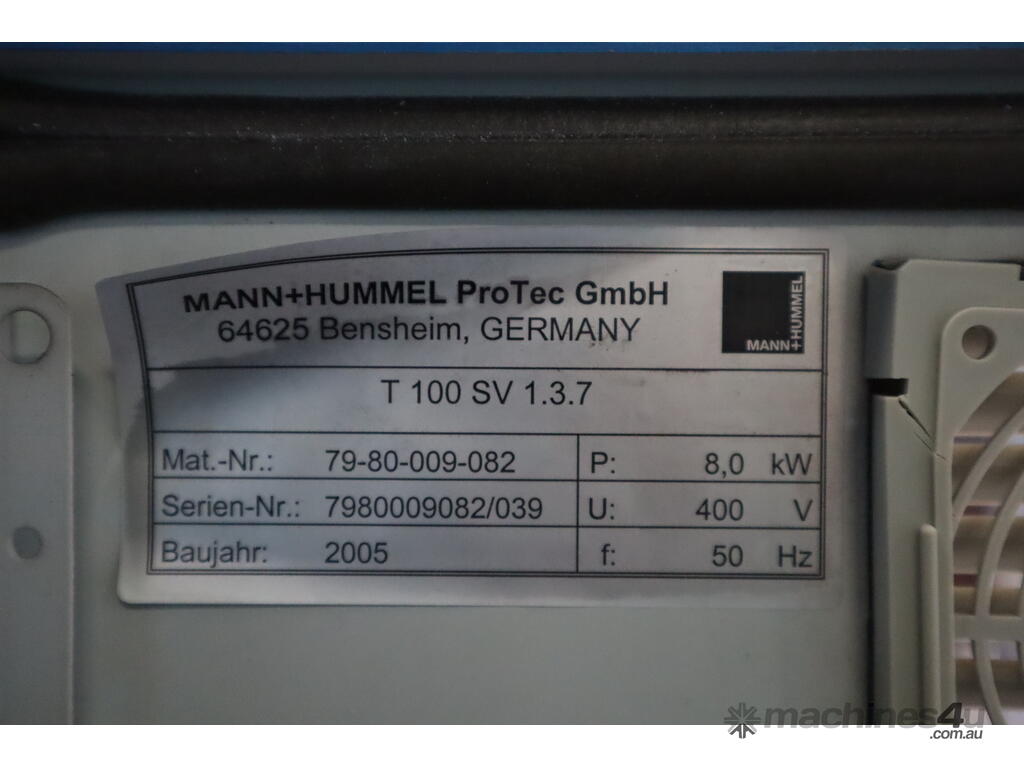 MANN+HUMMEL ProTec GmbH
64625 Bensheim, GERMANY
MANN+HUMMEL
T 100 SV 1.3.7
Mat.-Nr.: 79-80-009-082 P: 8,0 kW
Serien-Nr.: 7980009082/039 U: 400 V
Baujahr: 2005 f: 50 Hz
machines4u
.com.au